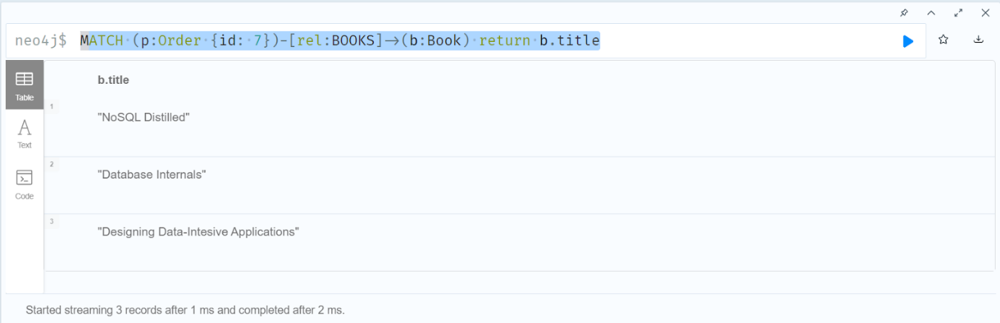 neo4j$ MATCH (p:Order {id: 7})-[rel:BOOKS]->(b:Book) return b.title
Table
Text
Code
b.title
1
"NoSQL Distilled"
2
"Database Internals"
3
"Designing Data-Intesive Applications"
Started streaming 3 records after 1 ms and completed after 2 ms.